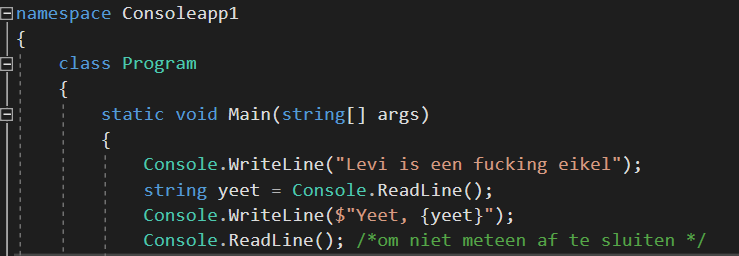 namespace Consoleapp1
{
class Program
{
static void Main(string[] args)
{
Console.WriteLine("Levi is een fucking eikel");
string yeet = Console.ReadLine();
Console.WriteLine($"Yeet, {yeet}");
Console.ReadLine(); /*om niet meteen af te sluiten */